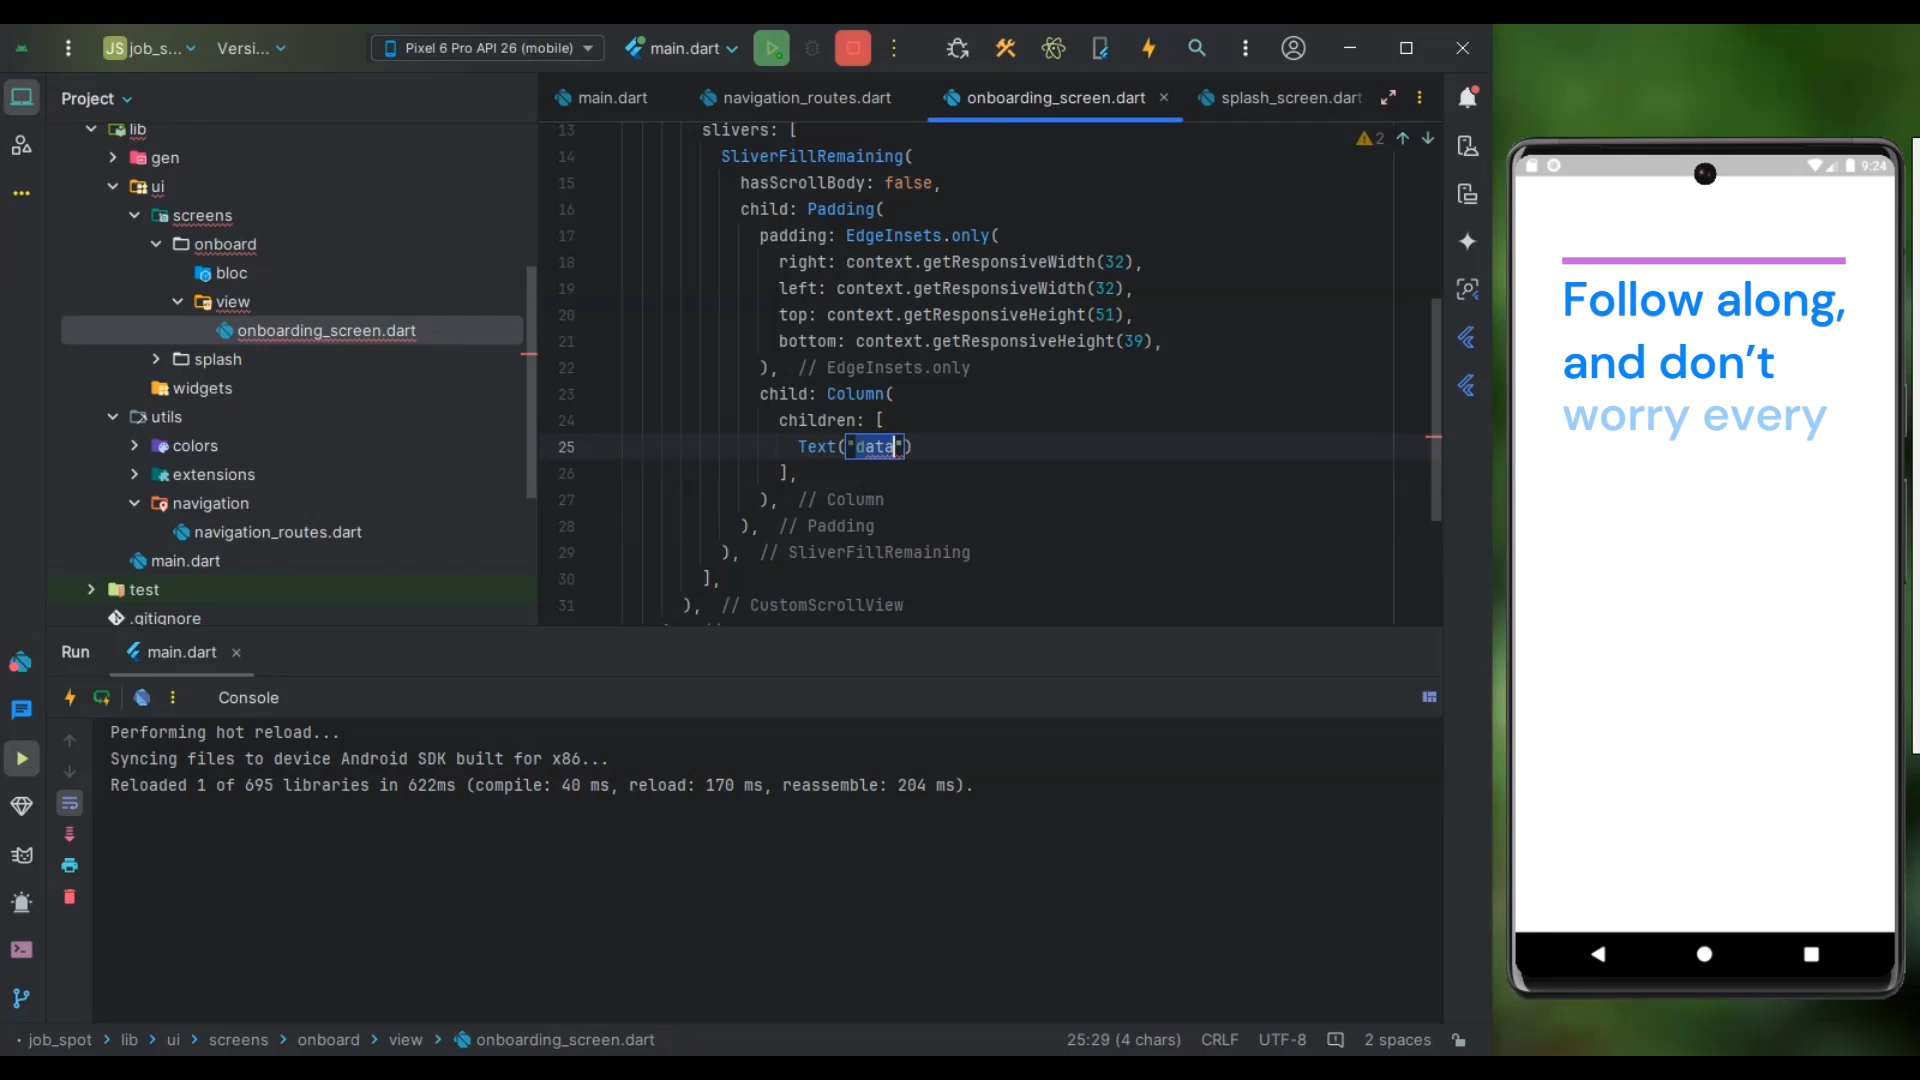 JS job_s...
Versi...
Pixel 6 Pro API 26 (mobile)
main.dart
Project
main.dart
navigation_routes.dart
onboarding_screen.dart
splash_screen.dart
lib
gen
ui
screens
onboard
bloc
view
onboarding_screen.dart
splash
widgets
utils
colors
extensions
navigation
navigation_routes.dart
main.dart
test
.gitignore
2
13 slivers: [
14 SliverFillRemaining(
15 hasScrollBody: false,
16 child: Padding(
17 padding: EdgeInsets.only(
18 right: context.getResponsiveWidth(32),
19 left: context.getResponsiveWidth(32),
20 top: context.getResponsiveHeight(51),
21 bottom: context.getResponsiveHeight(39),
22 ), // EdgeInsets.only
23 child: Column(
24 children: [
25 Text("data")
26 ],
27 ), // Column
28 ), // Padding
29 ), // SliverFillRemaining
30 ],
31 ), // CustomScrollView
Run
main.dart
Console
Performing hot reload...
Syncing files to device Android SDK built for x86...
Reloaded 1 of 695 libraries in 622ms (compile: 40 ms, reload: 170 ms, reassemble: 204 ms).
job_spot > lib > ui > screens > onboard > view > onboarding_screen.dart
25:29 (4 chars)
CRLF
UTF-8
2 spaces
9:24
Follow along,
and don’t
worry every